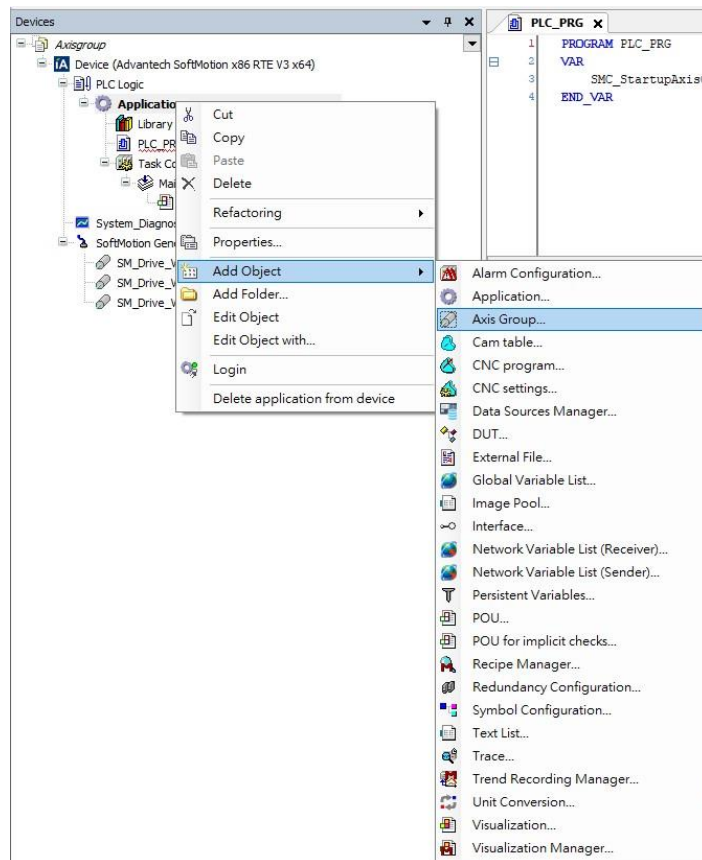 Devices
Axisgroup
Device (Advantech SoftMotion x86 RTE V3 x64)
PLC Logic
Applicatio
Library
PLC_PR
Task Co
Mai
System_Diagnos
SoftMotion Gen
SM_Drive_V
SM_Drive_V
SM_Drive_V
Cut
Copy
Paste
Delete
Refactoring
Properties...
Add Object
Add Folder...
Edit Object
Edit Object with...
Login
Delete application from device
PLC_PRG
1 PROGRAM PLC_PRG
2 VAR
3 SMC_StartupAxis
4 END_VAR
Alarm Configuration...
Application...
Axis Group...
Cam table...
CNC program...
CNC settings...
Data Sources Manager...
DUT...
External File...
Global Variable List...
Image Pool...
Interface...
Network Variable List (Receiver)...
Network Variable List (Sender)...
Persistent Variables...
POU...
POU for implicit checks...
Recipe Manager...
Redundancy Configuration...
Symbol Configuration...
Text List...
Trace...
Trend Recording Manager...
Unit Conversion...
Visualization...
Visualization Manager...